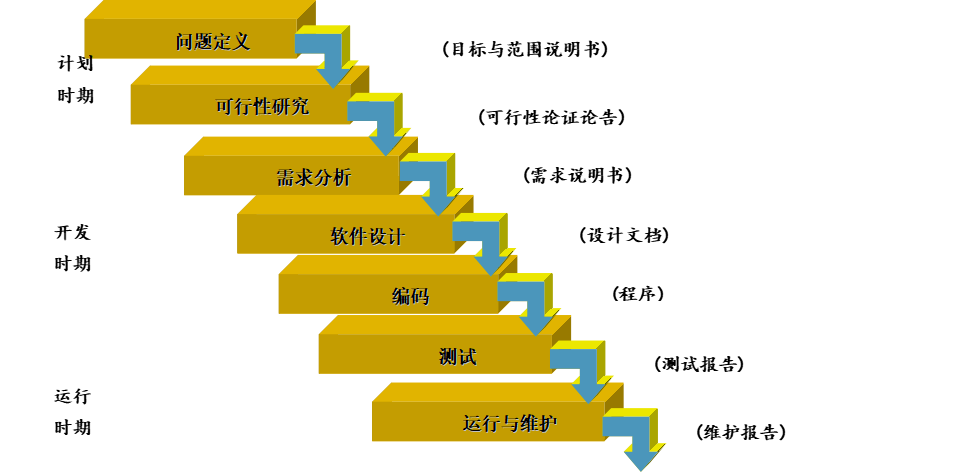 问题定义
(目标与范围说明书)
计划
时期
可行性研究
(可行性论证论告)
需求分析
(需求说明书)
开发
时期
软件设计
(设计文档)
编码
(程序)
测试
(测试报告)
运行
时期
运行与维护
(维护报告)